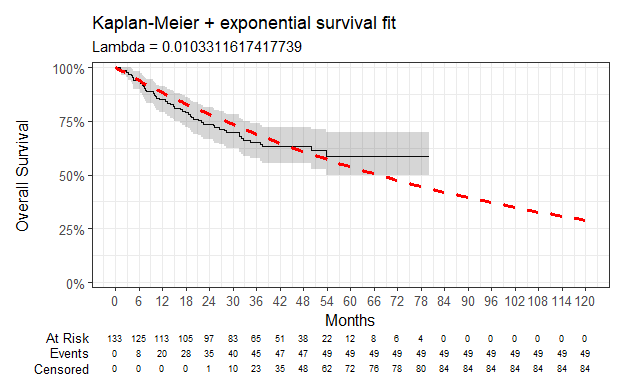 Kaplan-Meier + exponential survival fit
Lambda = 0.0103311617417739
100%
75%
50%
25%
0%
Overall Survival
0 6 12 18 24 30 36 42 48 54 60 66 72 78 84 90 96 102 108 114 120
Months
At Risk 133 125 113 105 97 83 65 51 38 22 12 8 6 4 0 0 0 0 0 0 0
Events 0 8 20 28 35 40 45 47 47 49 49 49 49 49 49 49 49 49 49 49 49
Censored 0 0 0 0 1 10 23 35 48 62 72 76 78 80 84 84 84 84 84 84 84